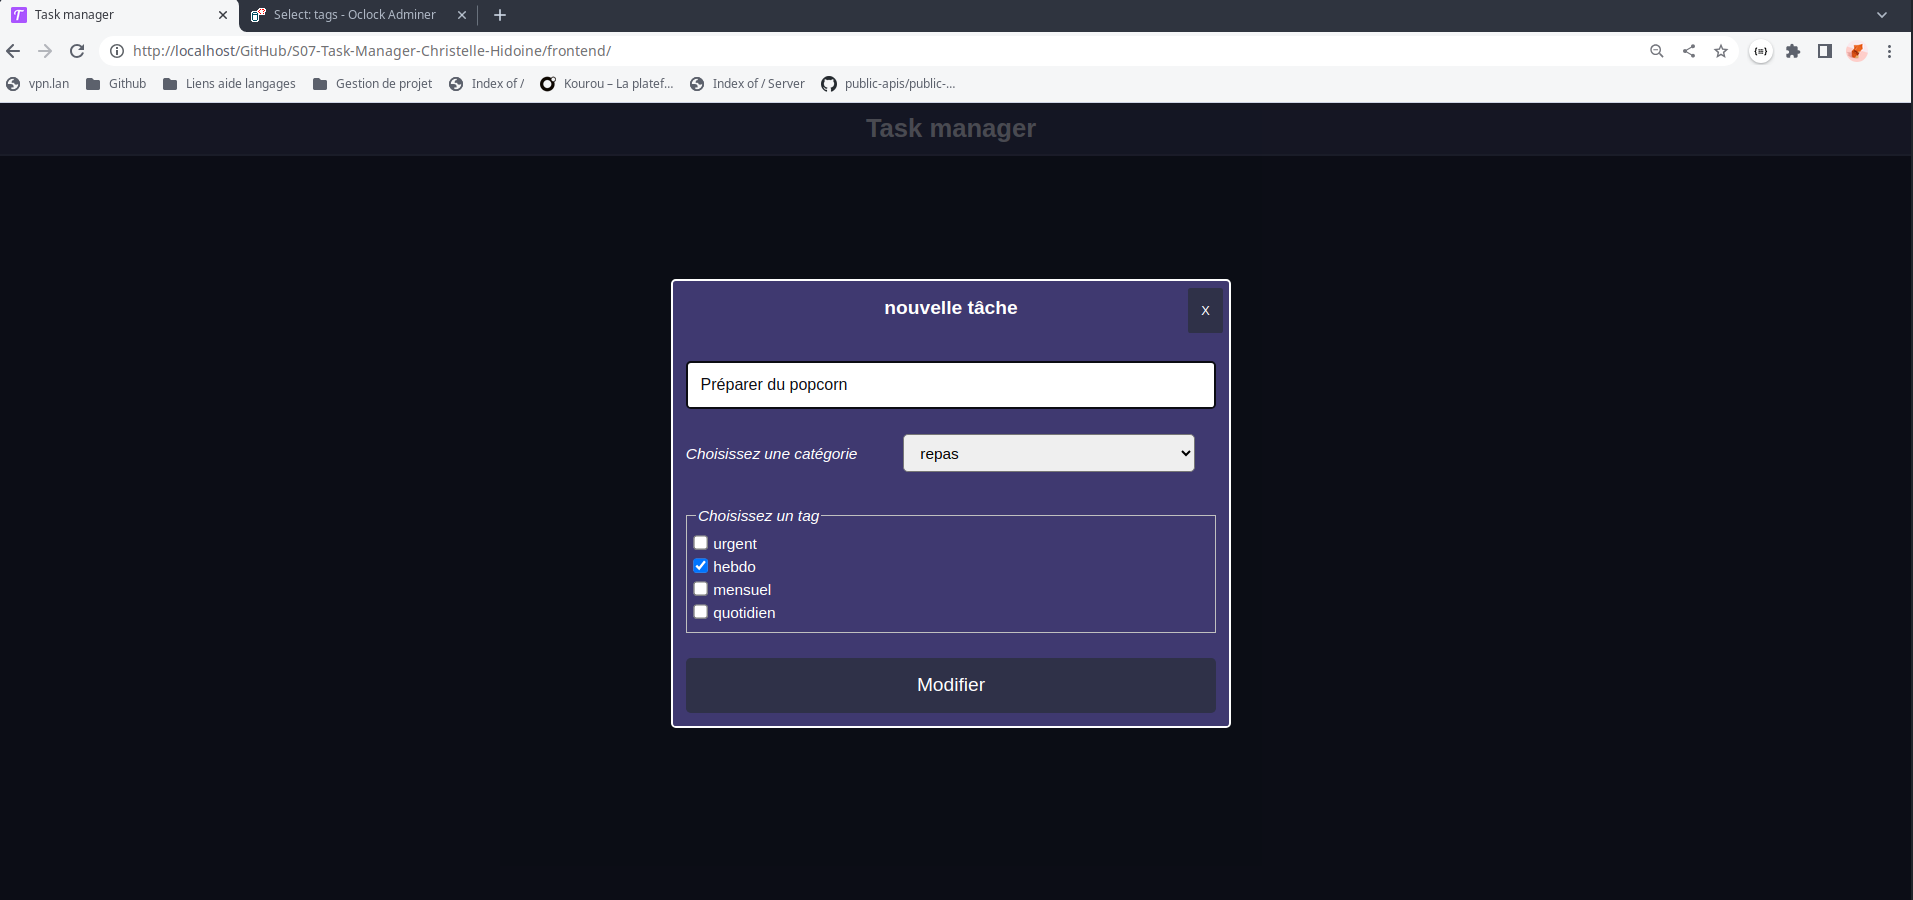 Task manager
Select: tags - Oclock Adminer
http://localhost/GitHub/S07-Task-Manager-Christelle-Hidoine/frontend/
vpn.lan
Github
Liens aide langages
Gestion de projet
Index of /
Kourou – La platef...
Index of / Server
public-apis/public-...
Task manager
nouvelle tâche
X
Préparer du popcorn
Choisissez une catégorie
repas
Choisissez un tag
urgent
hebdo
mensuel
quotidien
Modifier